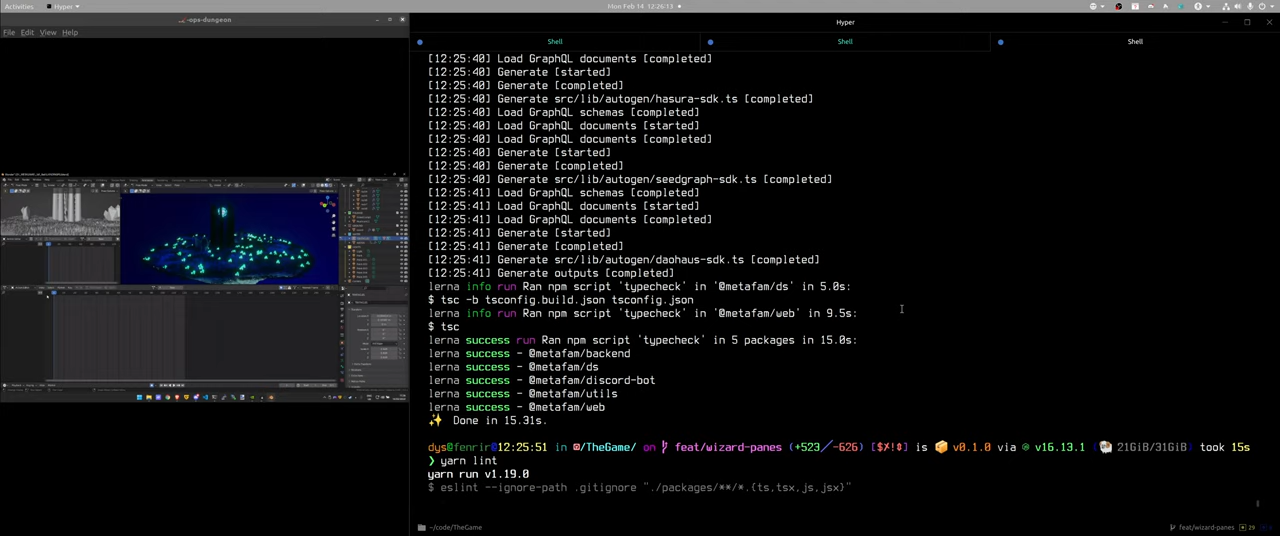 Activities
Hyper
Mon Feb 14 12:26:13
-ops-dungeon
File Edit View Help
Hyper
Shell
Shell
Shell
[12:25:40] Load GraphQL documents [completed]
[12:25:40] Generate [started]
[12:25:40] Generate [completed]
[12:25:40] Generate src/lib/autogen/hasura-sdk.ts [completed]
[12:25:40] Load GraphQL schemas [completed]
[12:25:40] Load GraphQL documents [started]
[12:25:40] Load GraphQL documents [completed]
[12:25:40] Generate [started]
[12:25:40] Generate [completed]
[12:25:40] Generate src/lib/autogen/seedgraph-sdk.ts [completed]
[12:25:41] Load GraphQL schemas [completed]
[12:25:41] Load GraphQL documents [started]
[12:25:41] Load GraphQL documents [completed]
[12:25:41] Generate [started]
[12:25:41] Generate [completed]
[12:25:41] Generate src/lib/autogen/daohaus-sdk.ts [completed]
[12:25:41] Generate outputs [completed]
lerna info run Ran npm script 'typecheck' in '@metafam/ds' in 5.0s:
$ tsc -b tsconfig.build.json tsconfig.json
lerna info run Ran npm script 'typecheck' in '@metafam/web' in 9.5s:
$ tsc
lerna success run Ran npm script 'typecheck' in 5 packages in 15.0s:
lerna success - @metafam/backend
lerna success - @metafam/ds
lerna success - @metafam/discord-bot
lerna success - @metafam/utils
lerna success - @metafam/web
✨ Done in 15.31s.
dys@fenrir@12:25:51 in /TheGame/ on feat/wizard-panes (+523/-626) [$✗!⇕] is 📦 v0.1.0 via v16.13.1 21GiB/31GiB took 15s
❯ yarn lint
yarn run v1.19.0
$ eslint --ignore-path .gitignore "./packages/**/*.{ts,tsx,js,jsx}"
~/code/TheGame
feat/wizard-panes
29